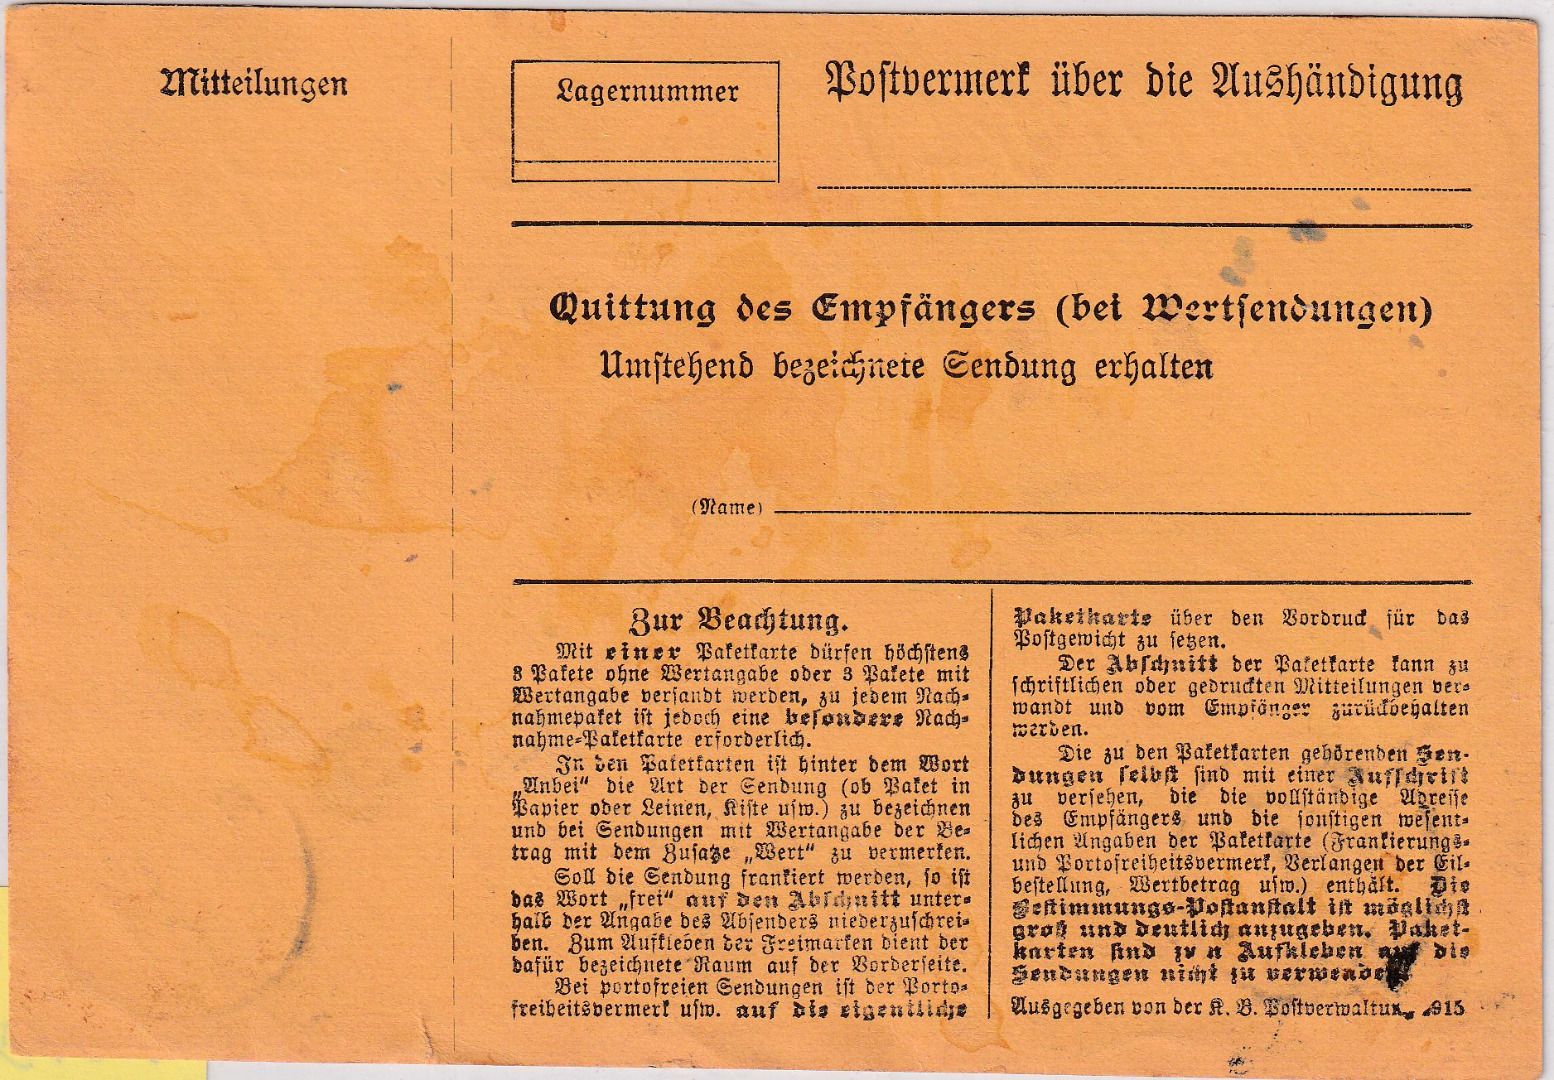 Mitteilungen
Lagernummer
Postvermerk über die Aushändigung
Quittung des Empfängers (bei Wertsendungen)
Umstehend bezeichnete Sendung erhalten
(Name)
Zur Beachtung.
Mit einer Paketkarte dürfen höchstens
3 Pakete ohne Wertangabe oder 3 Pakete mit
Wertangabe versandt werden, zu jedem Nach-
nahmepaket ist jedoch eine besondere Nach-
nahme-Paketkarte erforderlich.
In den Paketkarten ist hinter dem Wort
„Anbei“ die Art der Sendung (ob Paket in
Papier oder Leinen, Kiste usw.) zu bezeichnen
und bei Sendungen mit Wertangabe der Be-
trag mit dem Zusatze „Wert“ zu vermerken.
Soll die Sendung frankiert werden, so ist
das Wort „frei“ auf den Abschnitt unter-
halb der Angabe des Absenders niederzuschrei-
ben. Zum Aufkleben der Freimarken dient der
dafür bezeichnete Raum auf der Vorderseite.
Bei portofreien Sendungen ist der Porto-
freiheitsvermerk usw. auf die eigentliche
Paketkarte über den Vordruck für das
Postgewicht zu setzen.
Der Abschnitt der Paketkarte kann zu
schriftlichen oder gedruckten Mitteilungen ver-
wandt und vom Empfänger zurückbehalten
werden.
Die zu den Paketkarten gehörenden Sen-
dungen selbst sind mit einer Aufschrift
zu versehen, die die vollständige Adresse
des Empfängers und die sonstigen wesent-
lichen Angaben der Paketkarte (Frankierungs-
und Portofreiheitsvermerk, Verlangen der Eil-
bestellung, Wertbetrag usw.) enthält. Die
Bestimmungs-Postanstalt ist möglichst
groß und deutlich anzugeben. Paket-
karten sind zum Aufkleben auf die
Sendungen nicht zu verwenden.
Ausgegeben von der K. B. Postverwaltung 915